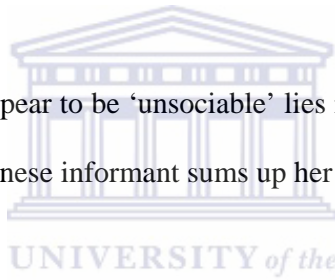 pear to be ‘unsociable’ lies
nese informant sums up her
UNIVERSITY of the